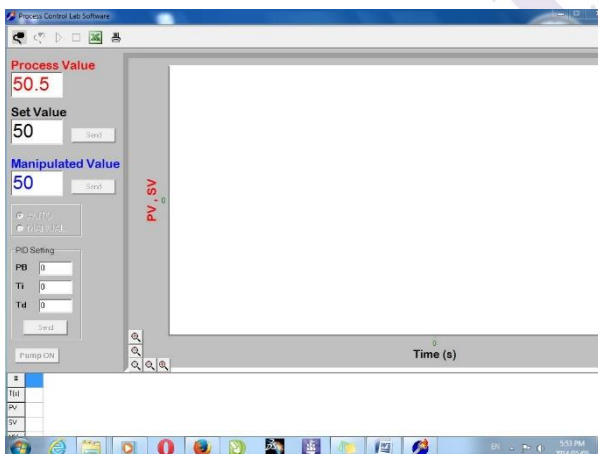 Process Control Lab Software
Process Value
50.5
Set Value
50
Send
Manipulated Value
50
Send
AUTO
MANUAL
PID Setting
PB 0
Ti 0
Td 0
Send
Pump ON
PV , SV
0
0
Time (s)
T(s)
PV
SV
EN
5:53 PM